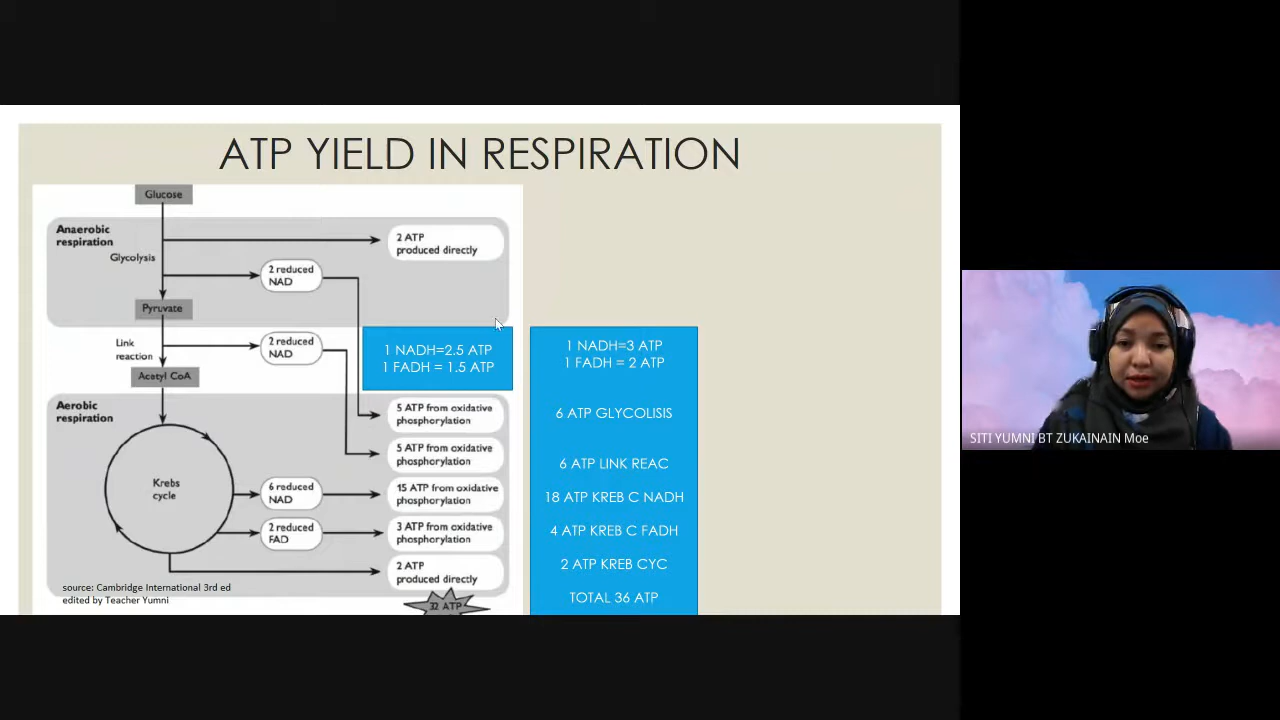 ATP YIELD IN RESPIRATION
Glucose
Anaerobic
respiration
Glycolysis
2 ATP
produced directly
2 reduced
NAD
Pyruvate
Link
reaction
2 reduced
NAD
Acetyl CoA
1 NADH=2.5 ATP
1 FADH = 1.5 ATP
Aerobic
respiration
5 ATP from oxidative
phosphorylation
5 ATP from oxidative
phosphorylation
Krebs
cycle
6 reduced
NAD
15 ATP from oxidative
phosphorylation
2 reduced
FAD
3 ATP from oxidative
phosphorylation
2 ATP
produced directly
32 ATP
source: Cambridge International 3rd ed
edited by Teacher Yumni
1 NADH=3 ATP
1 FADH = 2 ATP
6 ATP GLYCOLISIS
6 ATP LINK REAC
18 ATP KREB C NADH
4 ATP KREB C FADH
2 ATP KREB CYC
TOTAL 36 ATP
SITI YUMNI BT ZUKAINAIN Moe